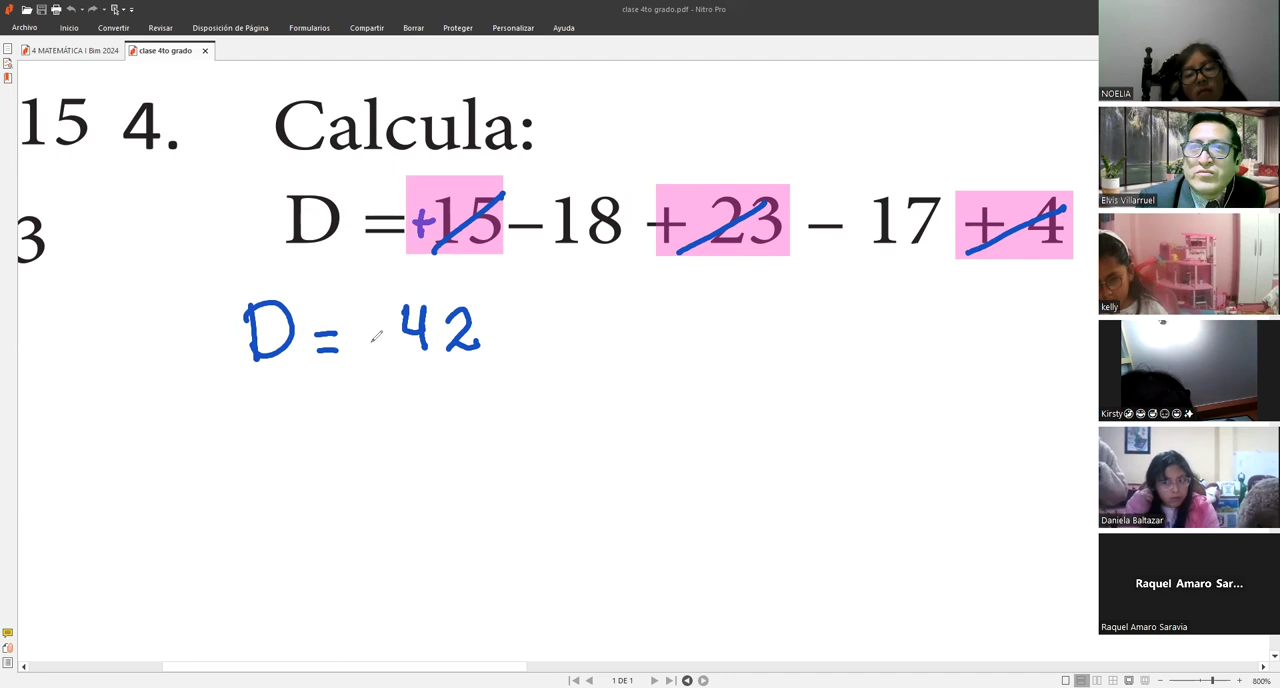 clase 4to grado.pdf - Nitro Pro
Archivo Inicio Convertir Revisar Disposición de Página Formularios Compartir Borrar Proteger Personalizar Ayuda
4 MATEMÁTICA I Bim 2024 clase 4to grado
15 4. Calcula:
D = +15 – 18 + 23 – 17 + 4
3
D = 42
NOELIA
Elvis Villarruel
kelly
Kirsty
Daniela Baltazar
Raquel Amaro Sar...
Raquel Amaro Saravia
1 DE 1
800%